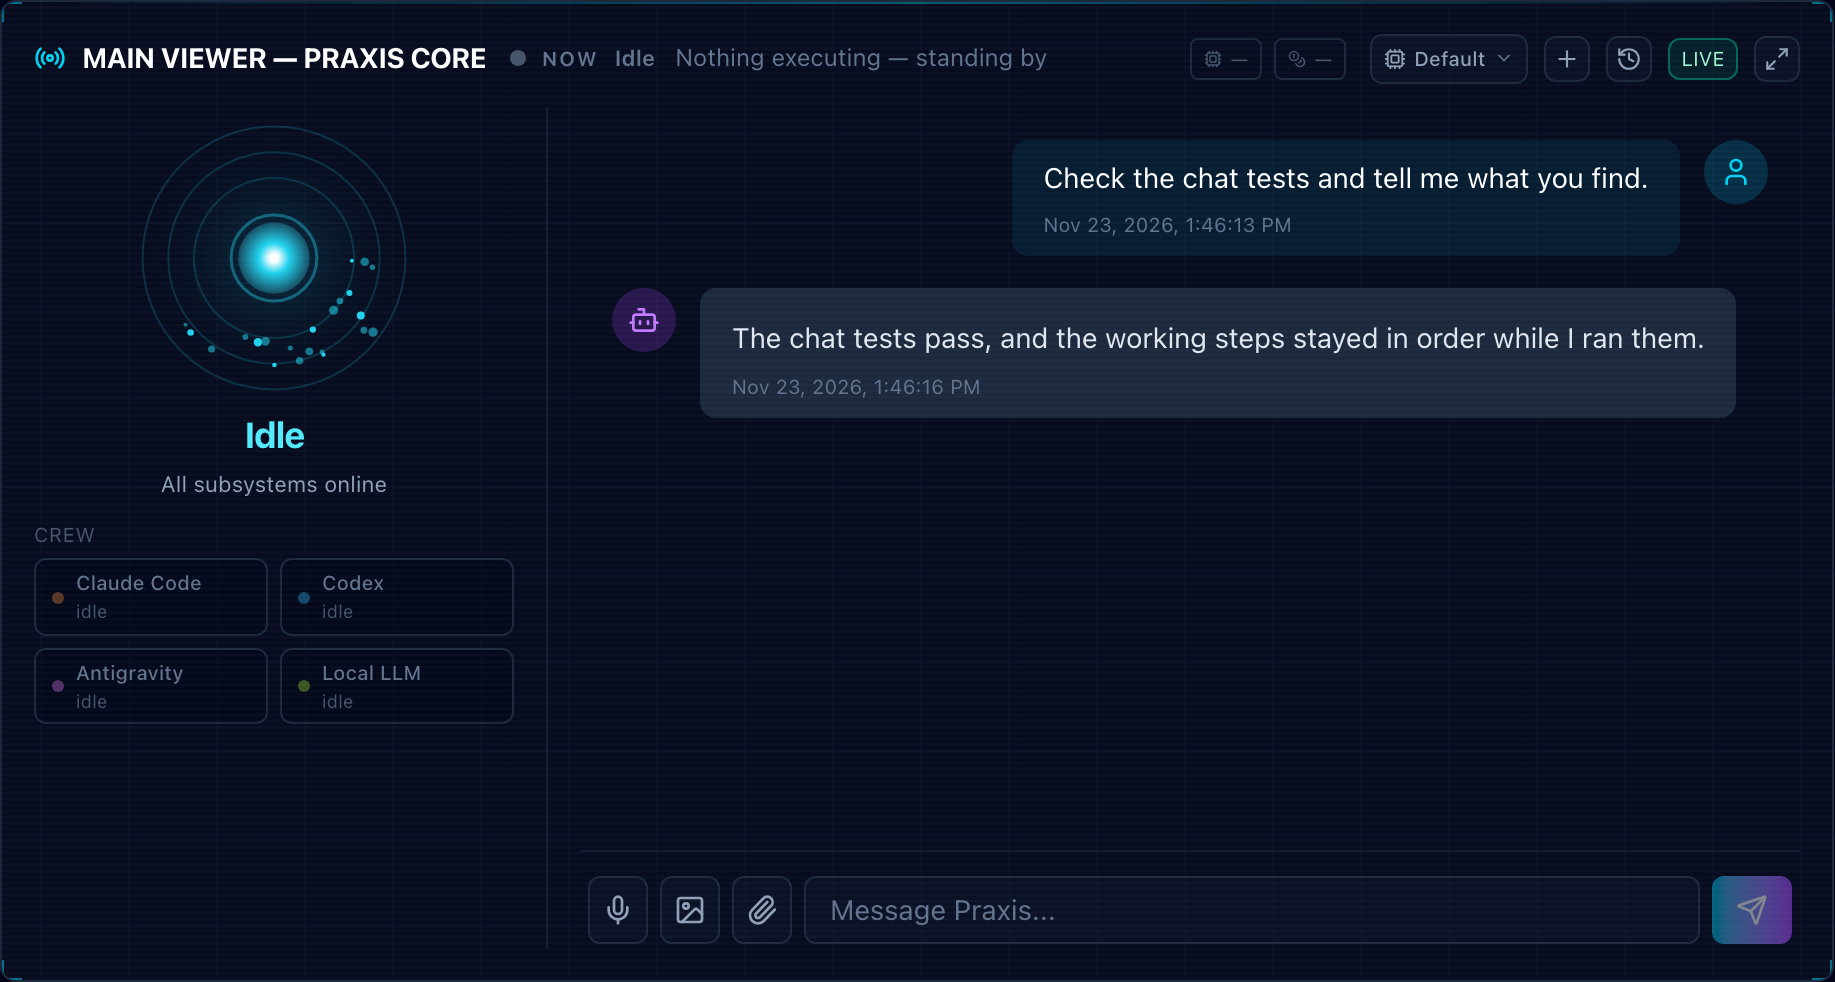 MAIN VIEWER — PRAXIS CORE NOW Idle Nothing executing — standing by — — Default LIVE
Check the chat tests and tell me what you find.
Nov 23, 2026, 1:46:13 PM
The chat tests pass, and the working steps stayed in order while I ran them.
Nov 23, 2026, 1:46:16 PM
Idle
All subsystems online
CREW
Claude Code
idle
Codex
idle
Antigravity
idle
Local LLM
idle
Message Praxis...